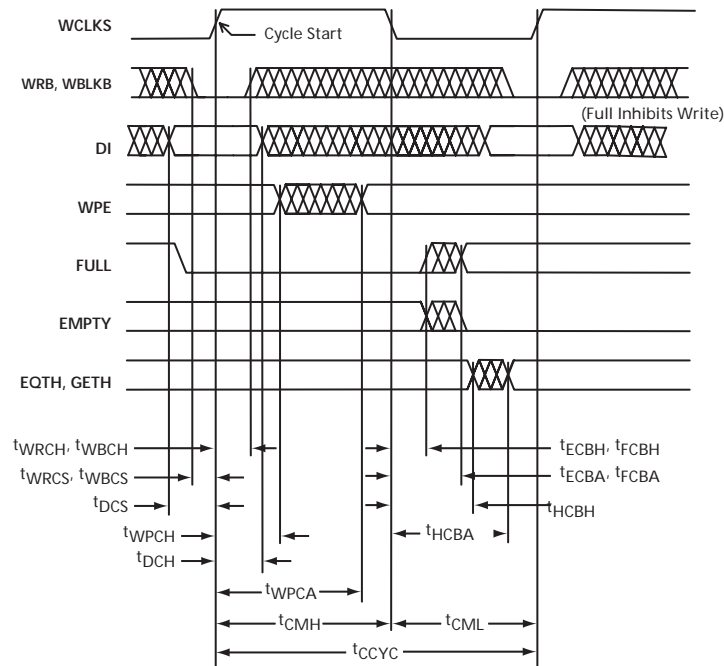 WCLKS
Cycle Start
WRB, WBLKB
(Full Inhibits Write)
DI
WPE
FULL
EMPTY
EQTH, GETH
tWRCH, tWBCH
tECBH, tFCBH
tWRCS, tWBCS
tECBA, tFCBA
tDCS
tHCBH
tWPCH
tHCBA
tDCH
tWPCA
tCMH
tCML
tCCYC